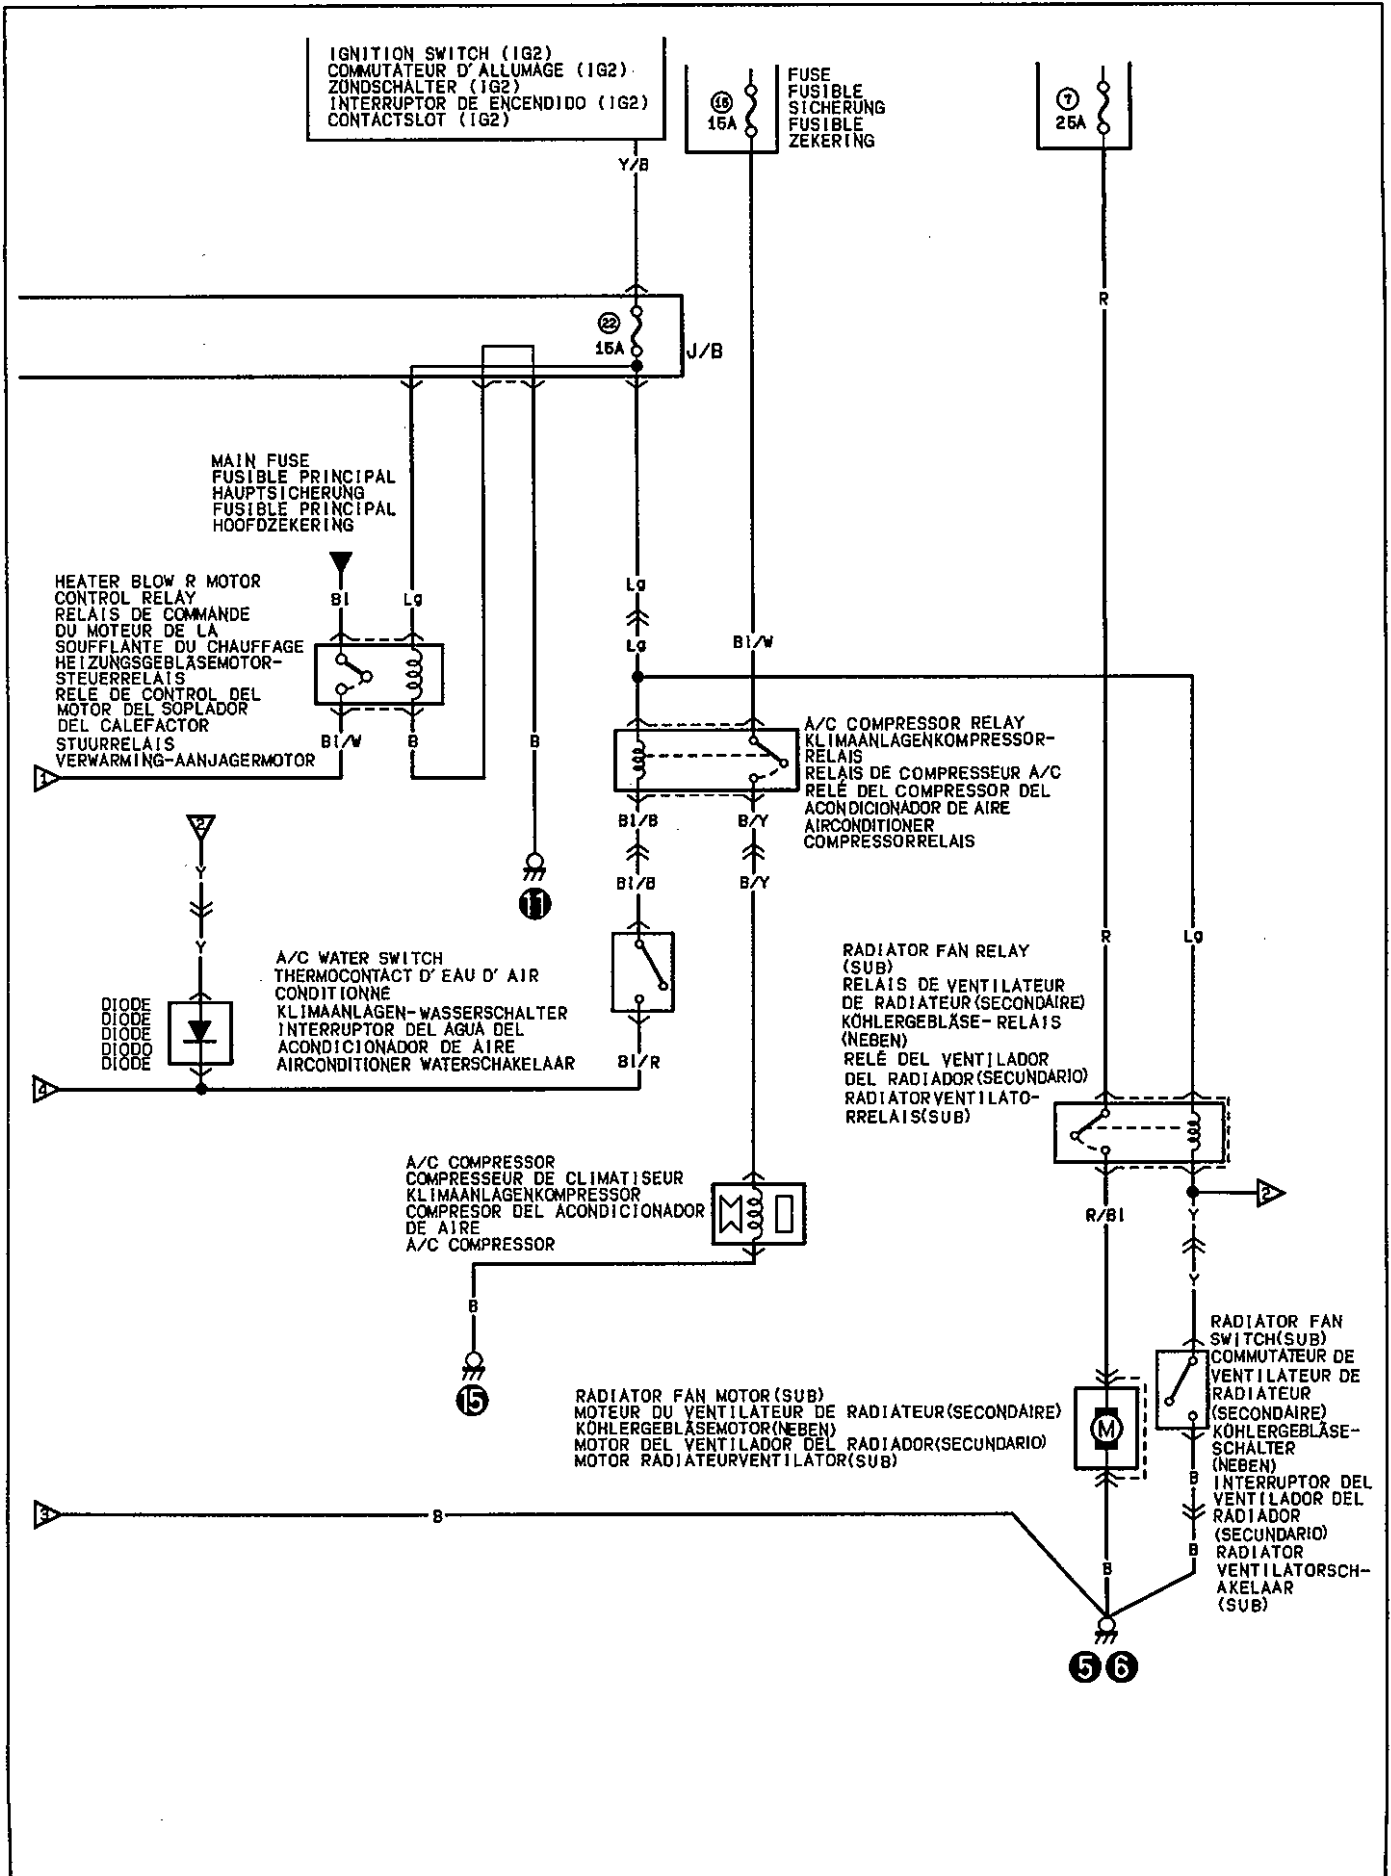 IGNITION SWITCH (IG2)
COMMUTATEUR D'ALLUMAGE (IG2)
ZÜNDSCHALTER (IG2)
INTERRUPTOR DE ENCENDIDO (IG2)
CONTACTSLOT (IG2)
15A
FUSE
FUSIBLE
SICHERUNG
FUSIBLE
ZEKERING
7
25A
Y/B
R
22
15A
J/B
MAIN FUSE
FUSIBLE PRINCIPAL
HAUPTSICHERUNG
FUSIBLE PRINCIPAL
HOOFDZEKERING
HEATER BLOW R MOTOR
CONTROL RELAY
RELAIS DE COMMANDE
DU MOTEUR DE LA
SOUFFLANTE DU CHAUFFAGE
HEIZUNGSGEBLÄSEMOTOR-
STEUERRELAIS
RELE DE CONTROL DEL
MOTOR DEL SOPLADOR
DEL CALEFACTOR
STUURRELAIS
VERWARMING-AANJAGERMOTOR
Bl
Lg
Lg
Lg
Bl/W
Bl/W
B
B
1
A/C COMPRESSOR RELAY
KLIMAANLAGENKOMPRESSOR-
RELAIS
RELAIS DE COMPRESSEUR A/C
RELÉ DEL COMPRESOR DEL
ACONDICIONADOR DE AIRE
AIRCONDITIONER
COMPRESSORRELAIS
Bl/B
B/Y
Bl/B
B/Y
2
Y
Y
11
A/C WATER SWITCH
THERMOCONTACT D'EAU D'AIR
CONDITIONNÉ
KLIMAANLAGEN-WASSERSCHALTER
INTERRUPTOR DEL AGUA DEL
ACONDICIONADOR DE AIRE
AIRCONDITIONER WATERSCHAKELAAR
DIODE
DIODE
DIODE
DIODO
DIODE
Bl/R
4
R
Lg
RADIATOR FAN RELAY
(SUB)
RELAIS DE VENTILATEUR
DE RADIATEUR(SECONDAIRE)
KÖHLERGEBLÄSE-RELAIS
(NEBEN)
RELÉ DEL VENTILADOR
DEL RADIADOR(SECUNDARIO)
RADIATORVENTILATO-
RRELAIS(SUB)
A/C COMPRESSOR
COMPRESSEUR DE CLIMATISEUR
KLIMAANLAGENKOMPRESSOR
COMPRESOR DEL ACONDICIONADOR
DE AIRE
A/C COMPRESSOR
2
R/Bl
Y
Y
B
15
RADIATOR FAN
SWITCH(SUB)
COMMUTATEUR DE
VENTILATEUR DE
RADIATEUR
(SECONDAIRE)
KÖHLERGEBLÄSE-
SCHALTER
(NEBEN)
INTERRUPTOR DEL
VENTILADOR DEL
RADIADOR
(SECUNDARIO)
RADIATOR
VENTILATORSCH-
AKELAAR
(SUB)
RADIATOR FAN MOTOR(SUB)
MOTEUR DU VENTILATEUR DE RADIATEUR(SECONDAIRE)
KÖHLERGEBLÄSEMOTOR(NEBEN)
MOTOR DEL VENTILADOR DEL RADIADOR(SECUNDARIO)
MOTOR RADIATEURVENTILATOR(SUB)
M
B
B
3
B
B
5 6